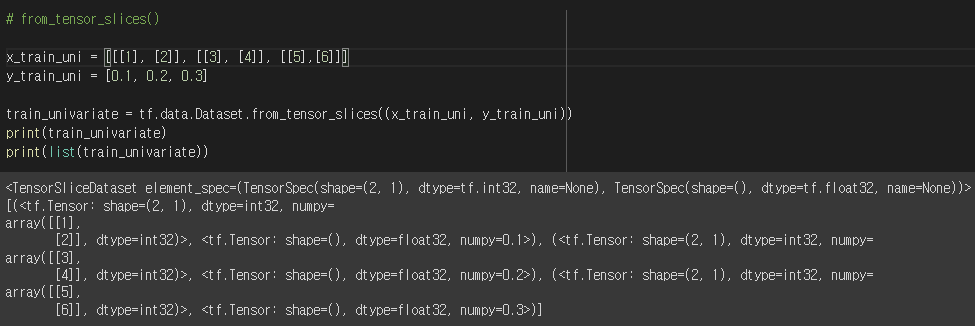 # from_tensor_slices()
x_train_uni = [[[1], [2]], [[3], [4]], [[5],[6]]]
y_train_uni = [0.1, 0.2, 0.3]
train_univariate = tf.data.Dataset.from_tensor_slices((x_train_uni, y_train_uni))
print(train_univariate)
print(list(train_univariate))
<TensorSliceDataset element_spec=(TensorSpec(shape=(2, 1), dtype=tf.int32, name=None), TensorSpec(shape=(), dtype=tf.float32, name=None))>
[(<tf.Tensor: shape=(2, 1), dtype=int32, numpy=
array([[1],
       [2]], dtype=int32)>, <tf.Tensor: shape=(), dtype=float32, numpy=0.1>), (<tf.Tensor: shape=(2, 1), dtype=int32, numpy=
array([[3],
       [4]], dtype=int32)>, <tf.Tensor: shape=(), dtype=float32, numpy=0.2>), (<tf.Tensor: shape=(2, 1), dtype=int32, numpy=
array([[5],
       [6]], dtype=int32)>, <tf.Tensor: shape=(), dtype=float32, numpy=0.3>)]